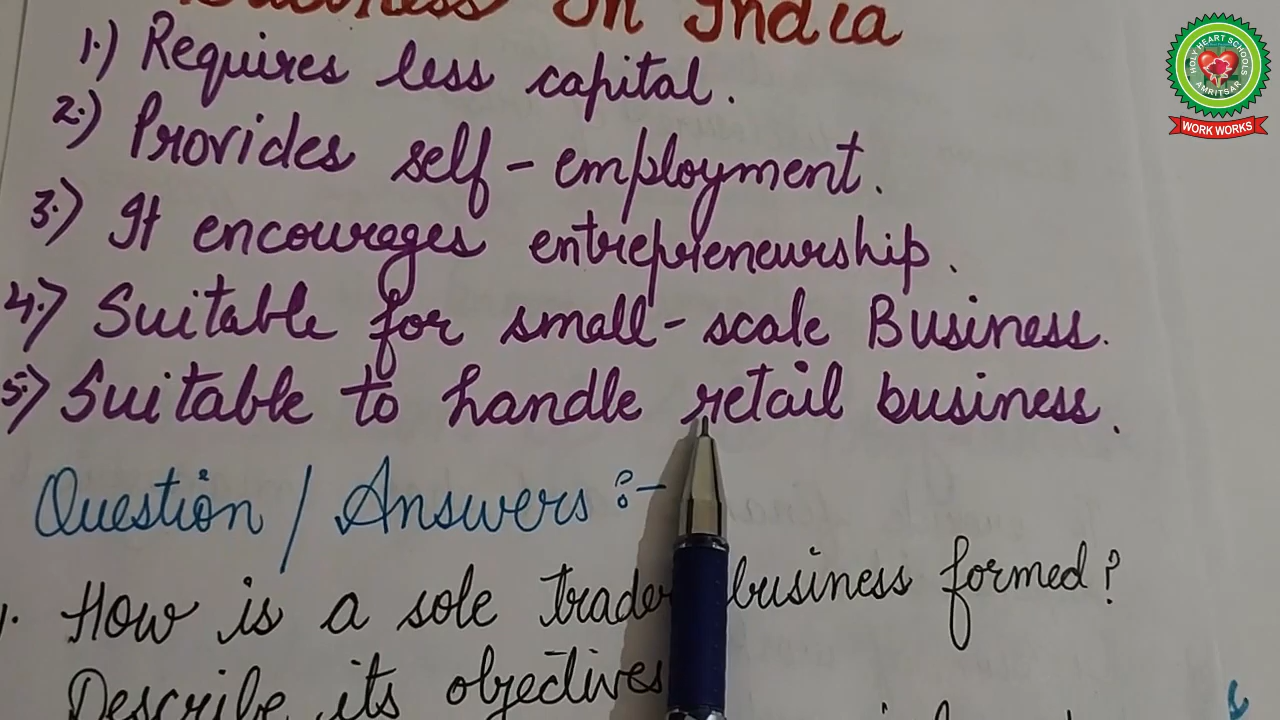 Business in India
1.) Requires less capital.
2.) Provides self-employment.
3.) It encourages entrepreneurship.
4.) Suitable for small-scale Business.
5.) Suitable to handle retail business.
Question / Answers :-
1. How is a sole trader business formed?
Describe its objectives
HOLY HEART SCHOOLS
AMRITSAR
WORK WORKS